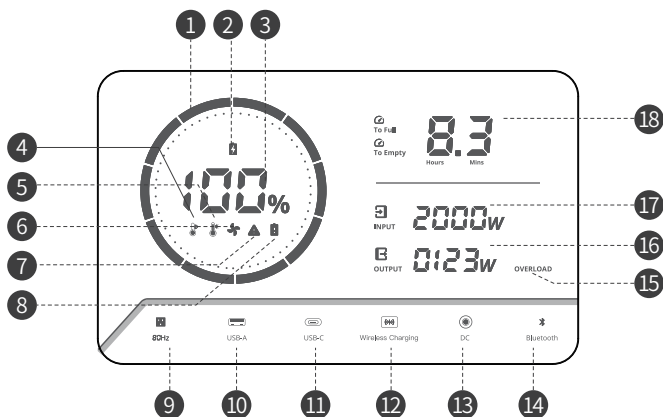 1 2 3
4
5
6
7
8
100%
To Full
To Empty
8.3
Hours Mins
18
INPUT 2000W
17
OUTPUT 0123W
16
OVERLOAD
15
80Hz USB-A USB-C Wireless Charging DC Bluetooth
9 10 11 12 13 14